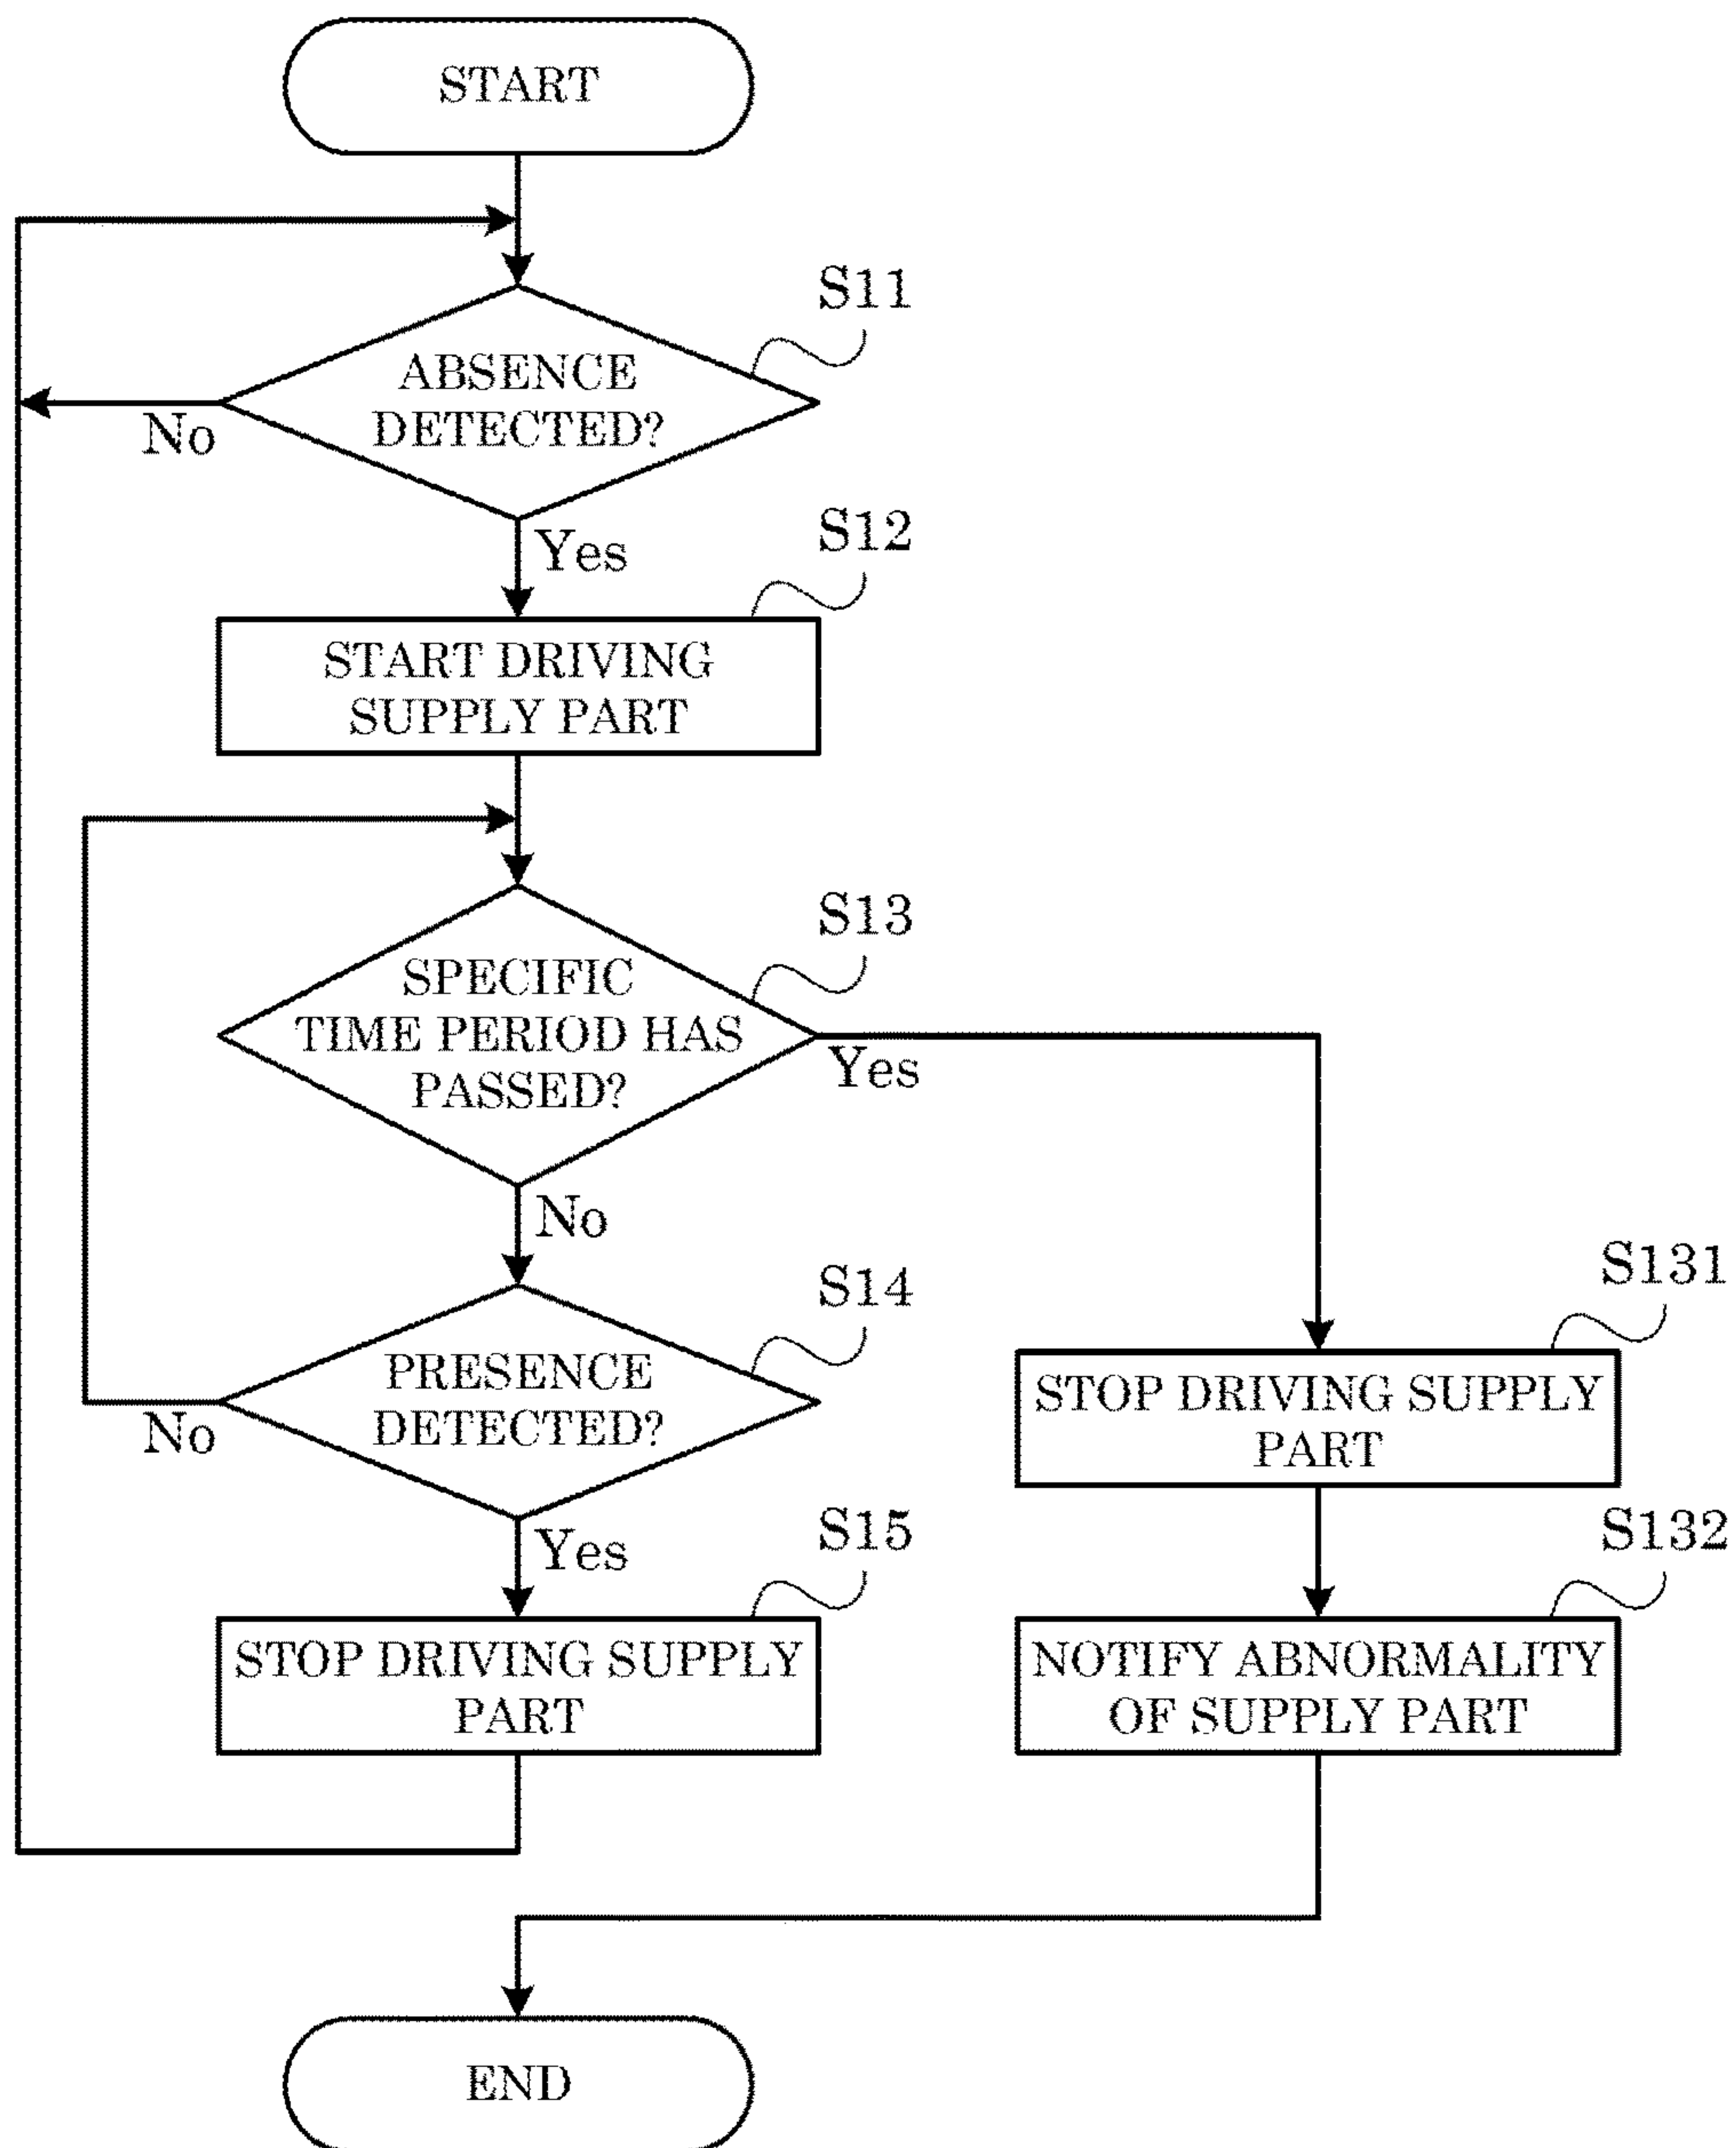 START
S11
ABSENCE
DETECTED?
No
Yes
S12
START DRIVING
SUPPLY PART
S13
SPECIFIC
TIME PERIOD HAS
PASSED?
Yes
No
S14
PRESENCE
DETECTED?
No
Yes
S15
STOP DRIVING SUPPLY
PART
S131
STOP DRIVING SUPPLY
PART
S132
NOTIFY ABNORMALITY
OF SUPPLY PART
END